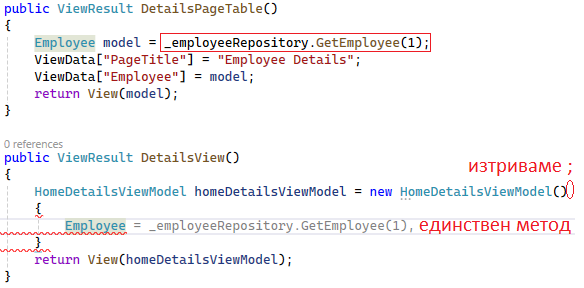 public ViewResult DetailsPageTable()
{
Employee model = _employeeRepository.GetEmployee(1);
ViewData["PageTitle"] = "Employee Details";
ViewData["Employee"] = model;
return View(model);
}
0 references
public ViewResult DetailsView()
изтриваме ;
{
HomeDetailsViewModel homeDetailsViewModel = new HomeDetailsViewModel()
{
Employee = _employeeRepository.GetEmployee(1), единствен метод
}
return View(homeDetailsViewModel);
}